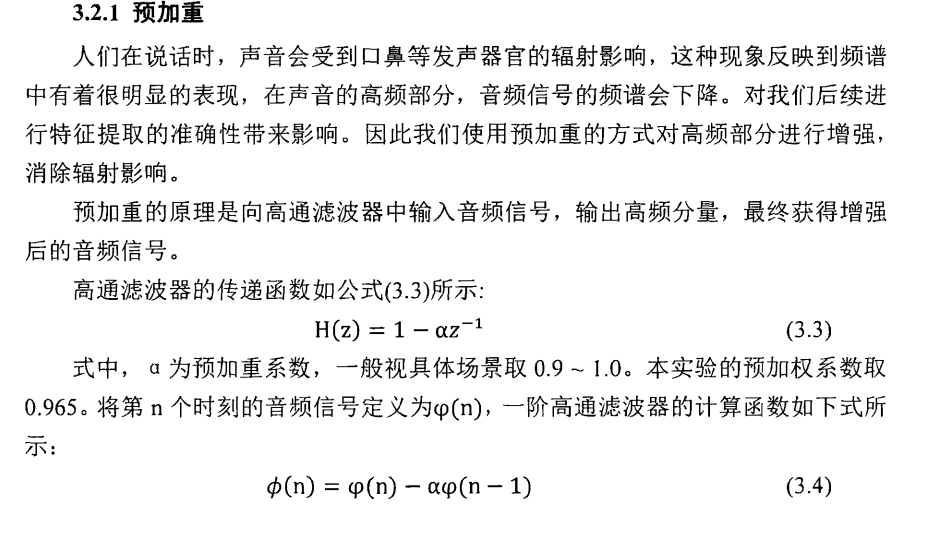 3.2.1 预加重
人们在说话时，声音会受到口鼻等发声器官的辐射影响，这种现象反映到频谱
中有着很明显的表现，在声音的高频部分，音频信号的频谱会下降。对我们后续进
行特征提取的准确性带来影响。因此我们使用预加重的方式对高频部分进行增强，
消除辐射影响。
预加重的原理是向高通滤波器中输入音频信号，输出高频分量，最终获得增强
后的音频信号。
高通滤波器的传递函数如公式(3.3)所示:
H(z) = 1 − αz⁻¹ (3.3)
式中，α为预加重系数，一般视具体场景取 0.9 ~ 1.0。本实验的预加权系数取
0.965。将第 n 个时刻的音频信号定义为φ(n)，一阶高通滤波器的计算函数如下式所
示：
ϕ(n) = φ(n) − αφ(n − 1) (3.4)